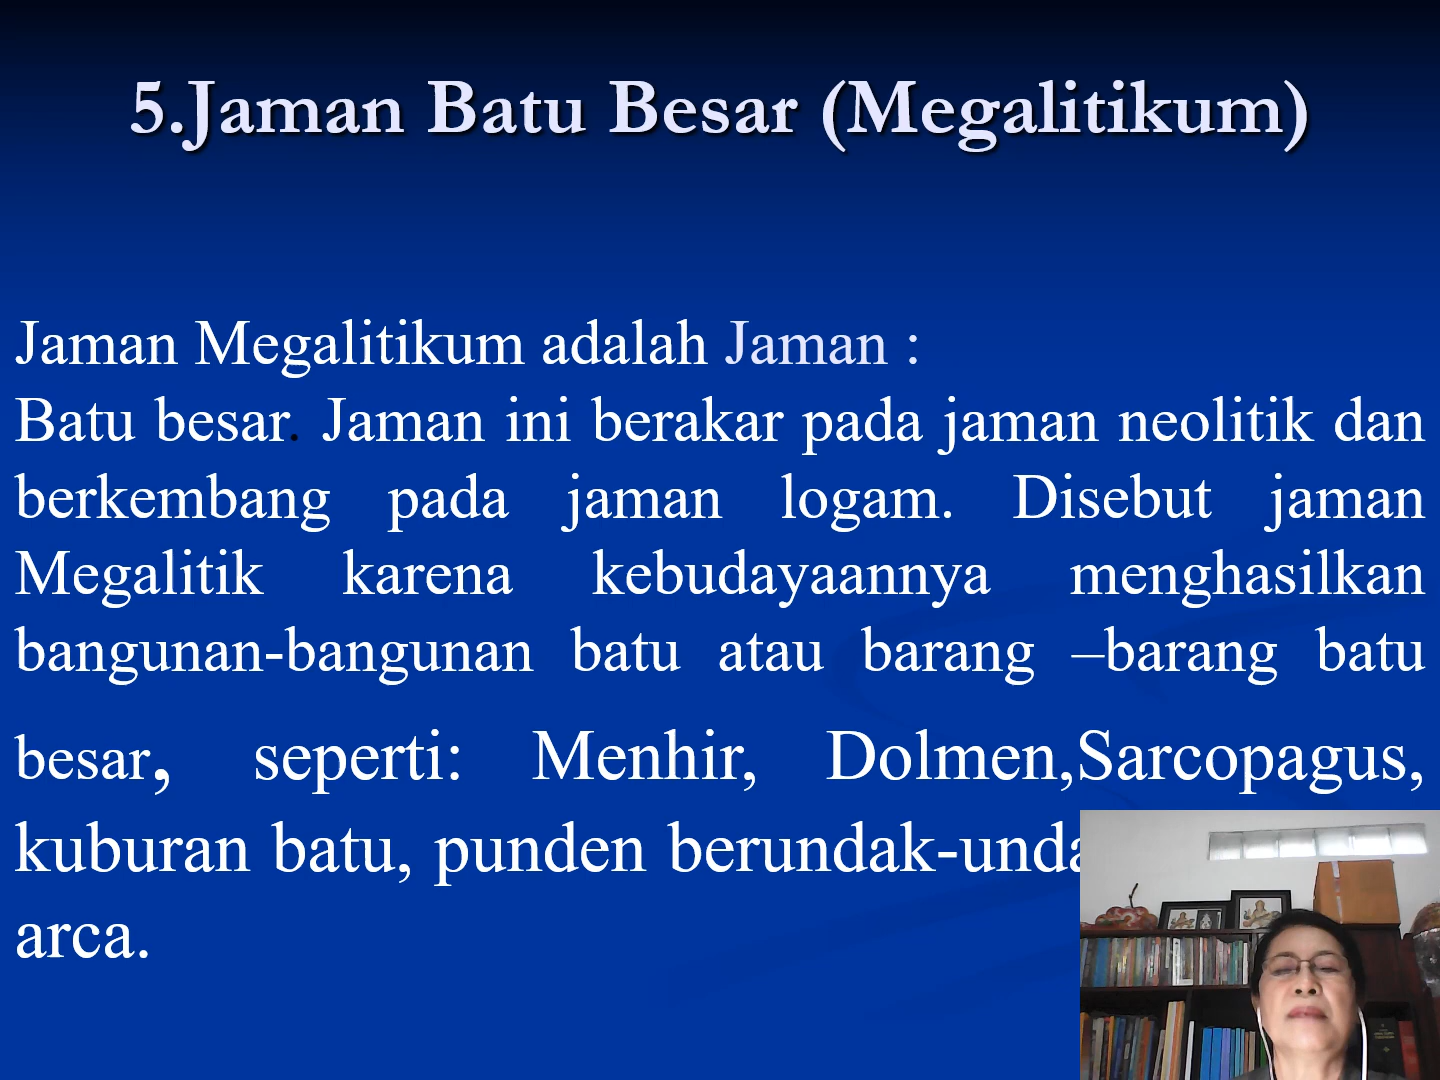 5.Jaman Batu Besar (Megalitikum)
Jaman Megalitikum adalah Jaman :
Batu besar. Jaman ini berakar pada jaman neolitik dan
berkembang pada jaman logam. Disebut jaman
Megalitik karena kebudayaannya menghasilkan
bangunan-bangunan batu atau barang –barang batu
besar, seperti: Menhir, Dolmen,Sarcopagus,
kuburan batu, punden berundak-unda
arca.